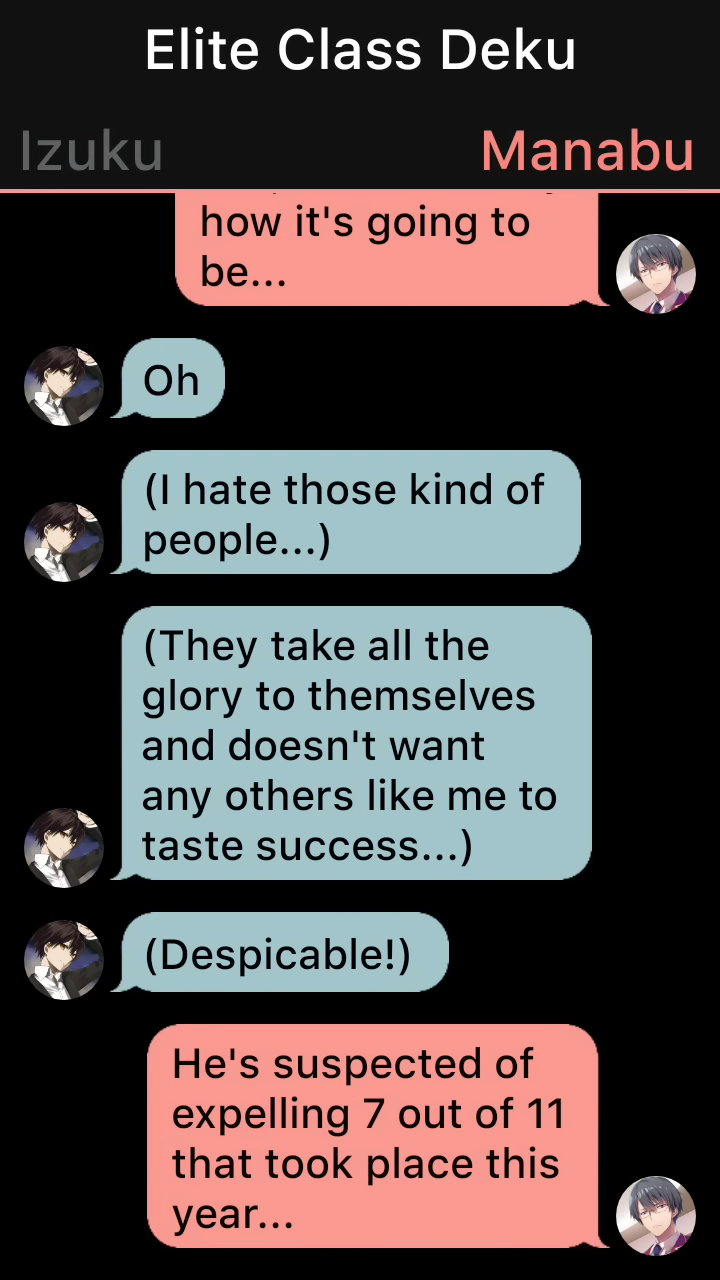 Elite Class Deku
Izuku
Manabu
how it's going to
be...
Oh
(I hate those kind of
people...)
(They take all the
glory to themselves
and doesn't want
any others like me to
taste success...)
(Despicable!)
He's suspected of
expelling 7 out of 11
that took place this
year...